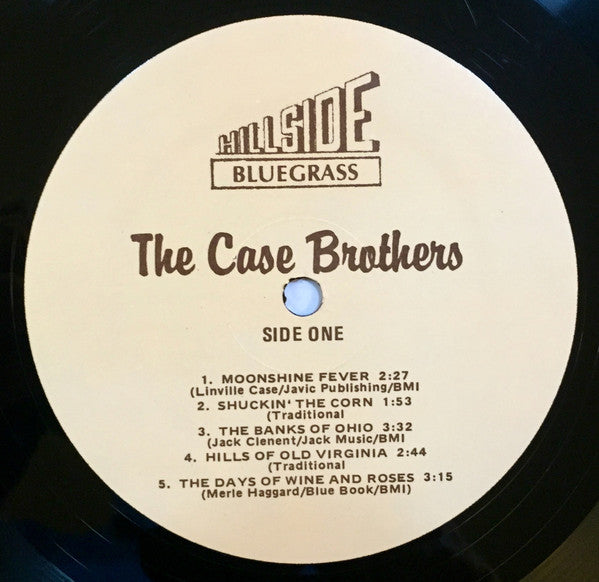 HILLSIDE
BLUEGRASS
The Case Brothers
SIDE ONE
1. MOONSHINE FEVER 2:27
(Linville Case/Javic Publishing/BMI
2. SHUCKIN' THE CORN 1:53
(Traditional
3. THE BANKS OF OHIO 3:32
(Jack Clenent/Jack Music/BMI
4. HILLS OF OLD VIRGINIA 2:44
(Traditional
5. THE DAYS OF WINE AND ROSES 3:15
(Merle Haggard/Blue Book/BMI)